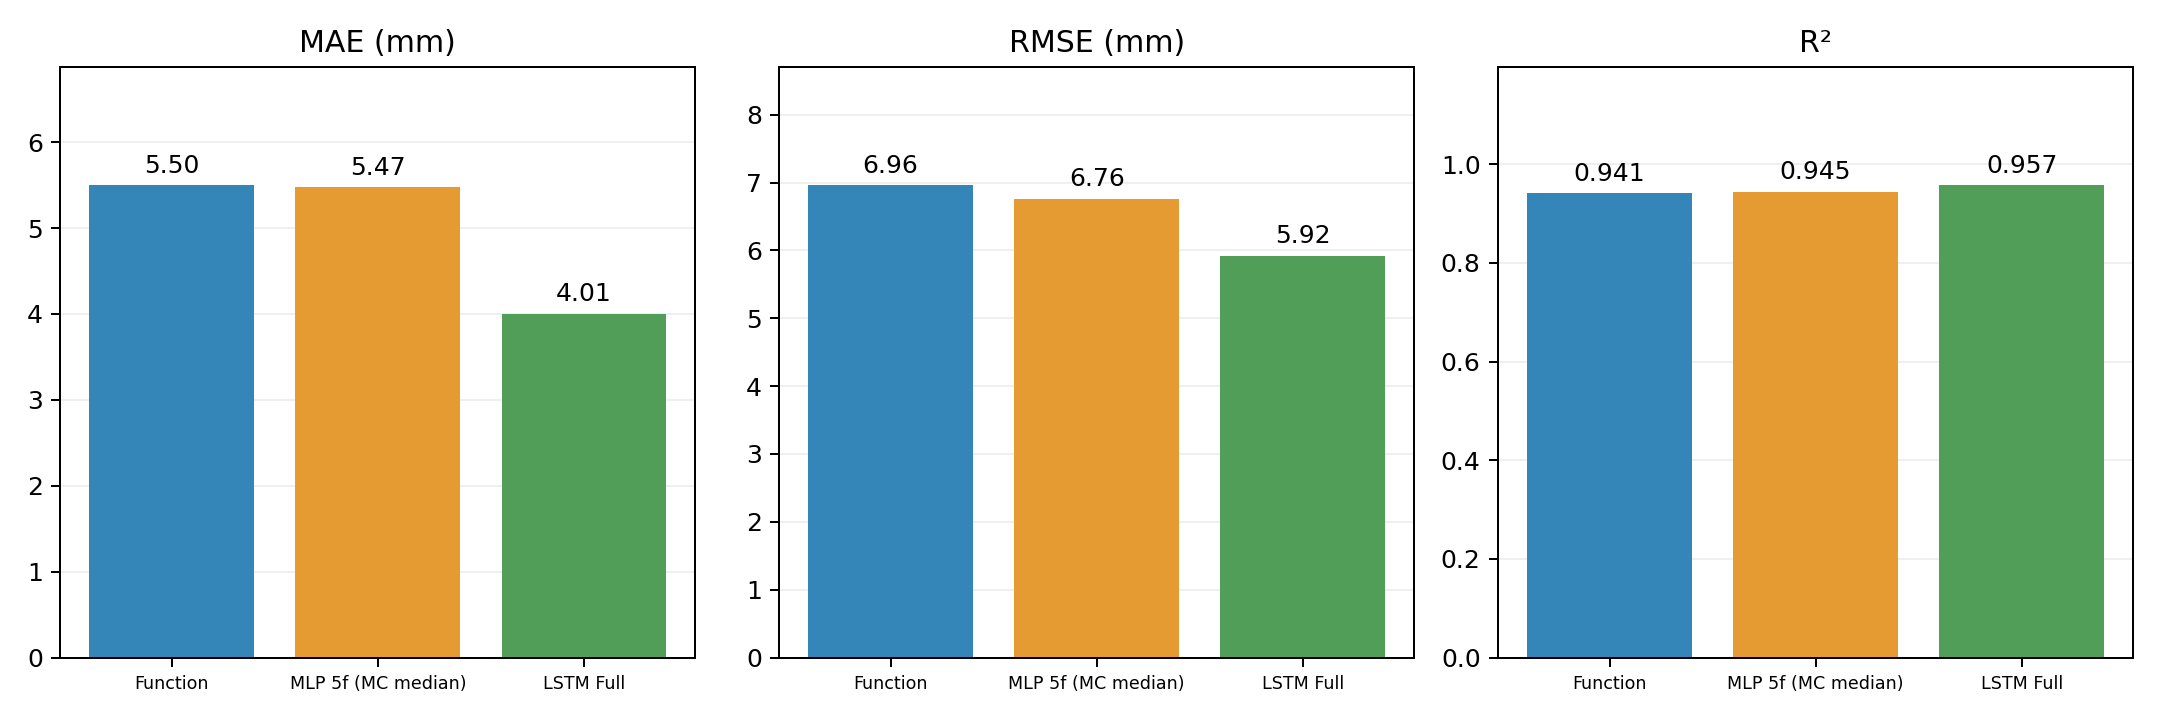 MAE (mm)
6
5
4
3
2
1
0
5.50
5.47
4.01
Function
MLP 5f (MC median)
LSTM Full
RMSE (mm)
8
7
6
5
4
3
2
1
0
6.96
6.76
5.92
Function
MLP 5f (MC median)
LSTM Full
R²
1.0
0.8
0.6
0.4
0.2
0.0
0.941
0.945
0.957
Function
MLP 5f (MC median)
LSTM Full